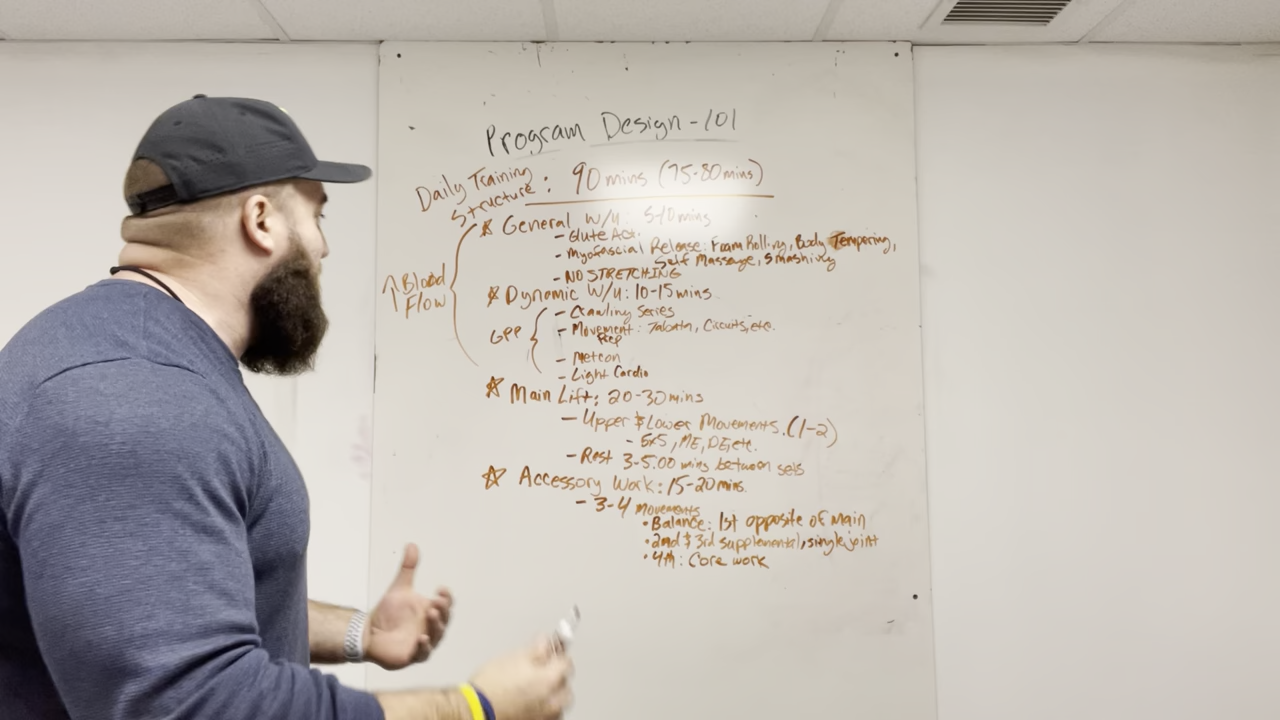 Program Design - 101
Daily Training Structure: 90 mins (75-80 mins)
☆ General W/U: 5-10 mins
- Glute Act.
- Myofascial Release: Foam Rolling, Body Tempering,
Self Massage, Smashing
- NO STRETCHING
↑ Blood Flow
☆ Dynamic W/U: 10-15 mins
- Crawling Series
GPP
- Movement Prep: Tabata, Circuits, etc.
- Metcon
- Light Cardio
☆ Main Lift: 20-30 mins
- Upper & Lower Movements. (1-2)
- 5x5, ME, DE, etc.
- Rest 3-5:00 mins between sets
☆ Accessory Work: 15-20 mins.
- 3-4 movements
• Balance: 1st opposite of Main
• 2nd & 3rd supplemental, single joint
• 4th: Core work